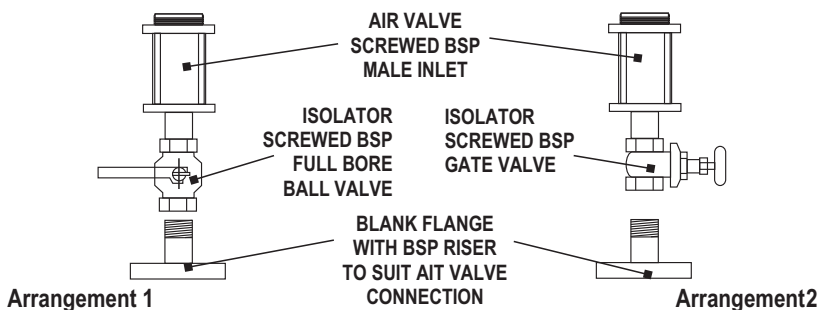 AIR VALVE
SCREWED BSP
MALE INLET
ISOLATOR
SCREWED BSP
FULL BORE
BALL VALVE
ISOLATOR
SCREWED BSP
GATE VALVE
BLANK FLANGE
WITH BSP RISER
TO SUIT AIT VALVE
CONNECTION
Arrangement 1
Arrangement2